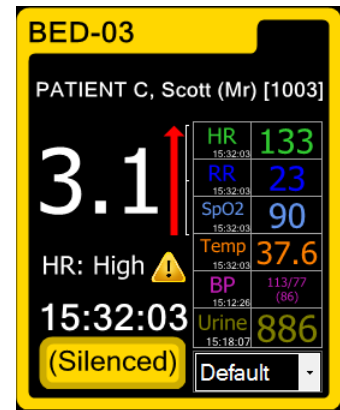 BED-03
PATIENT C, Scott (Mr) [1003]
3.1
HR: High
15:32:03
(Silenced)
HR 133
15:32:03
RR 23
15:32:03
SpO2 90
15:32:03
Temp 37.6
15:32:03
BP 113/77
15:12:26 (86)
Urine 886
15:18:07
Default